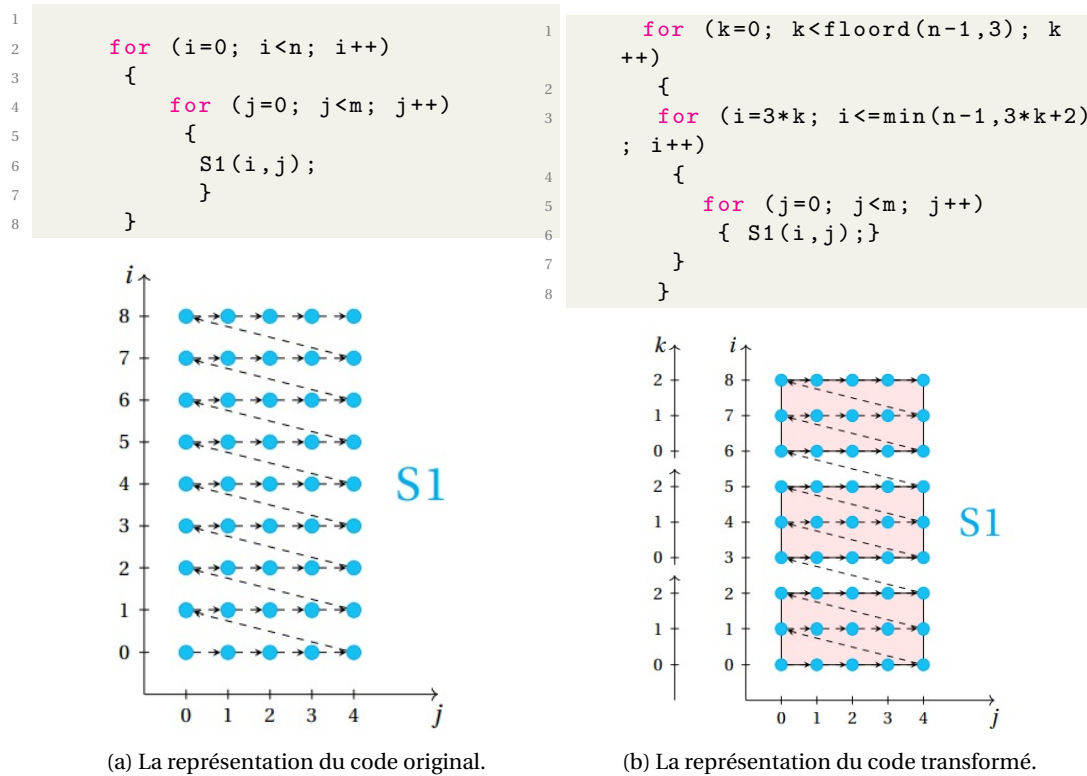 1
2 for (i=0; i<n; i++)
3 {
4 for (j=0; j<m; j++)
5 {
6 S1(i,j);
7 }
8 }
i
8
7
6
5
4
3
2
1
0
0 1 2 3 4 j
S1
(a) La représentation du code original.
1 for (k=0; k<floord(n-1,3); k
++)
2 {
3 for (i=3*k; i<=min(n-1,3*k+2)
; i++)
4 {
5 for (j=0; j<m; j++)
6 { S1(i,j);}
7 }
8 }
k i
2 8
1 7
0 6
2 5
1 4
0 3
2 2
1 1
0 0
0 1 2 3 4 j
S1
(b) La représentation du code transformé.